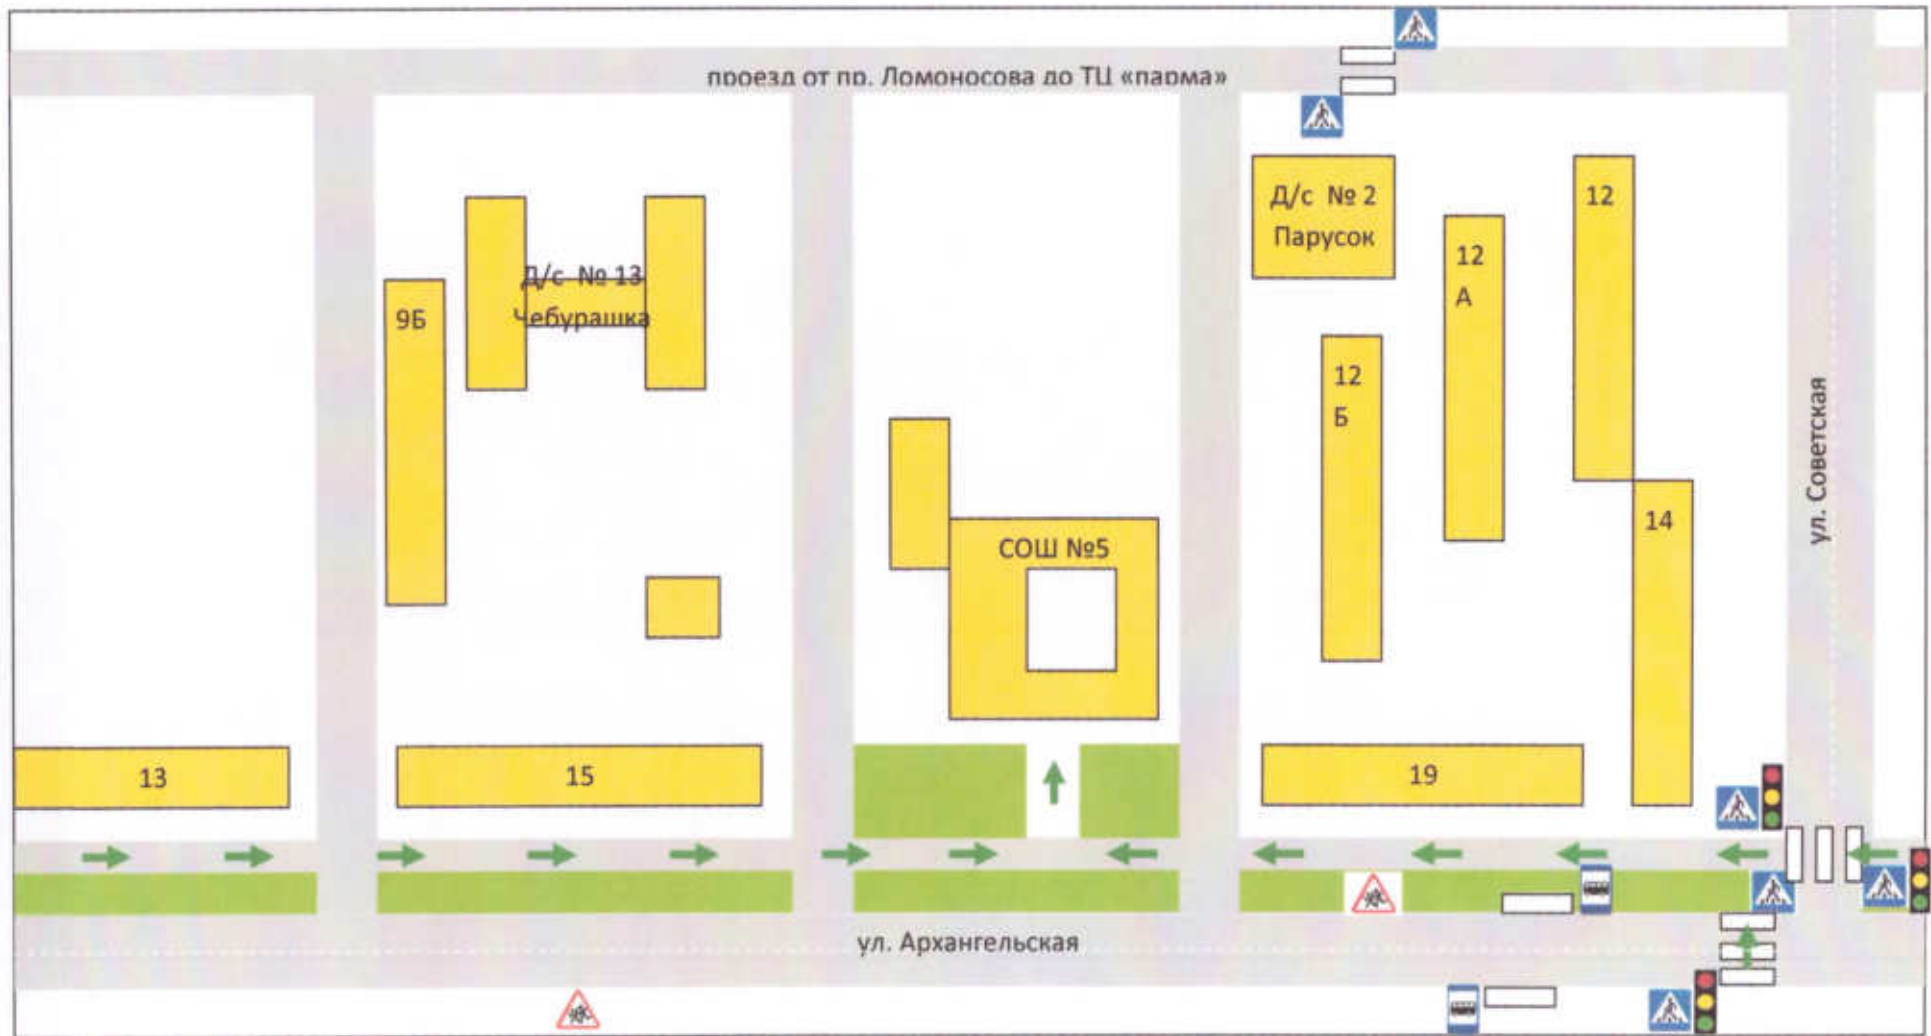 проезд от пр. Ломоносова до ТЦ «парма»
Д/с № 2
Парусок
12
12
А
Д/с № 13
Чебурашка
9Б
12
Б
ул. Советская
14
СОШ №5
13
15
19
ул. Архангельская